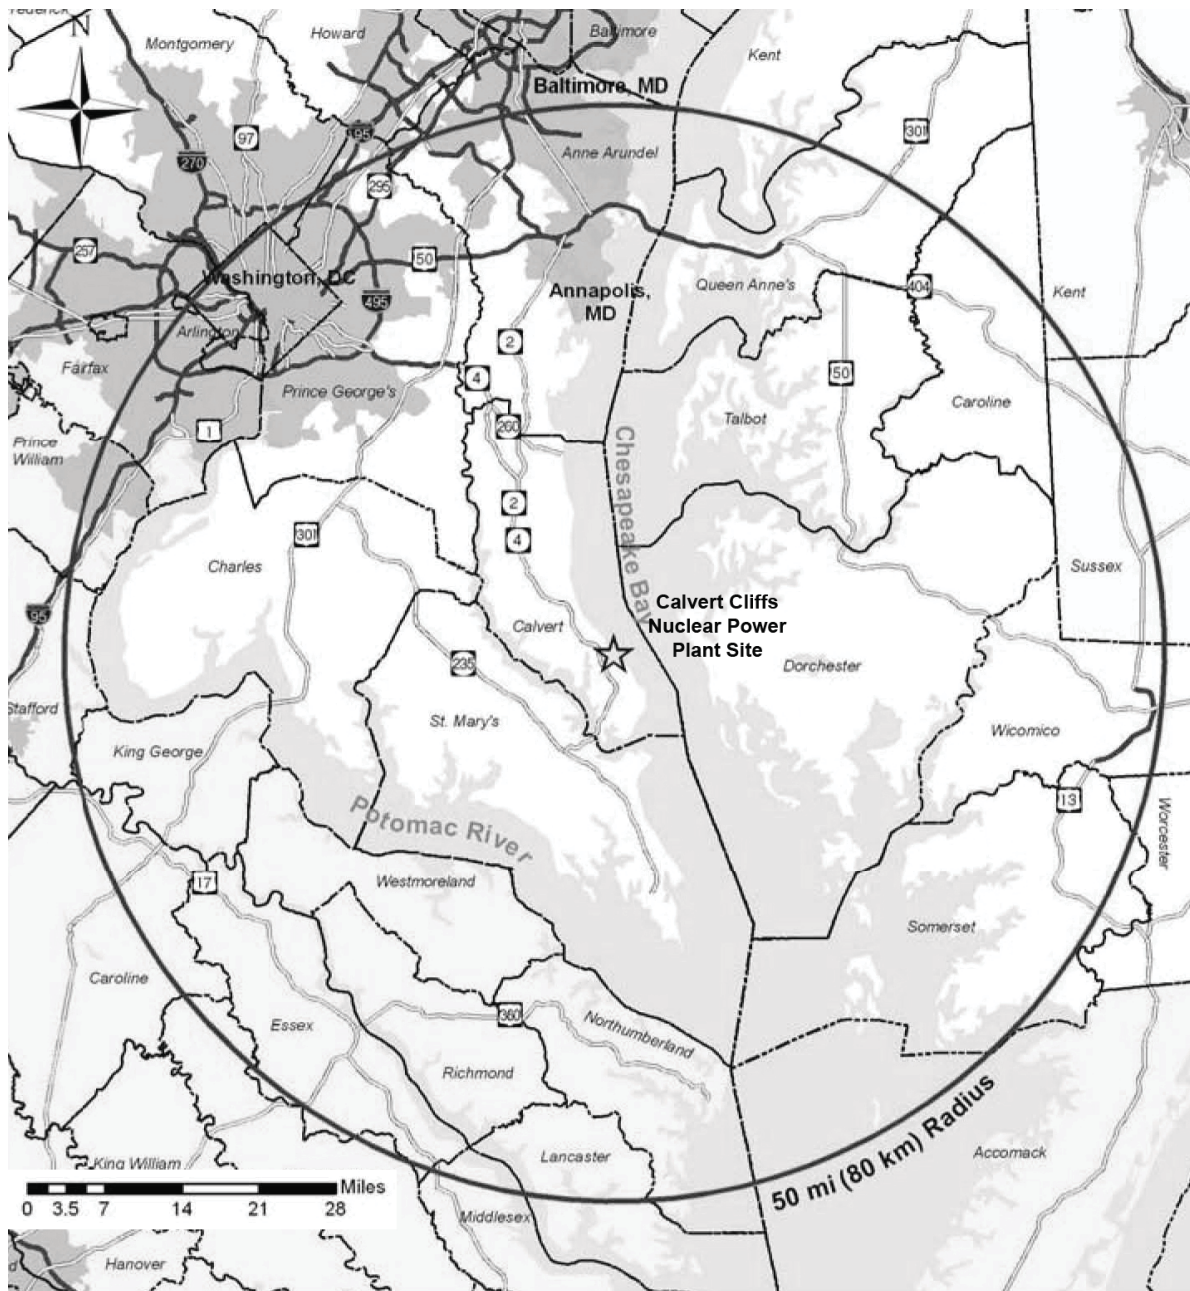 N
Montgomery
Howard
Baltimore
Kent
Baltimore, MD
97
95
270
301
Anne Arundel
295
257
50
Washington, DC
495
Annapolis,
MD
Queen Anne's
404
Kent
Arlington
2
Fairfax
4
50
Prince George's
Caroline
Talbot
260
1
Prince
William
Chesapeake Bay
2
301
4
Charles
Sussex
95
Calvert Cliffs
Nuclear Power
Plant Site
Calvert
235
Dorchester
Stafford
St. Mary's
Wicomico
King George
13
Worcester
Potomac River
17
Westmoreland
Somerset
Caroline
360
Essex
Northumberland
Richmond
50 mi (80 km) Radius
Accomack
Lancaster
King William
Miles
0 3.5 7 14 21 28
Middlesex
Hanover